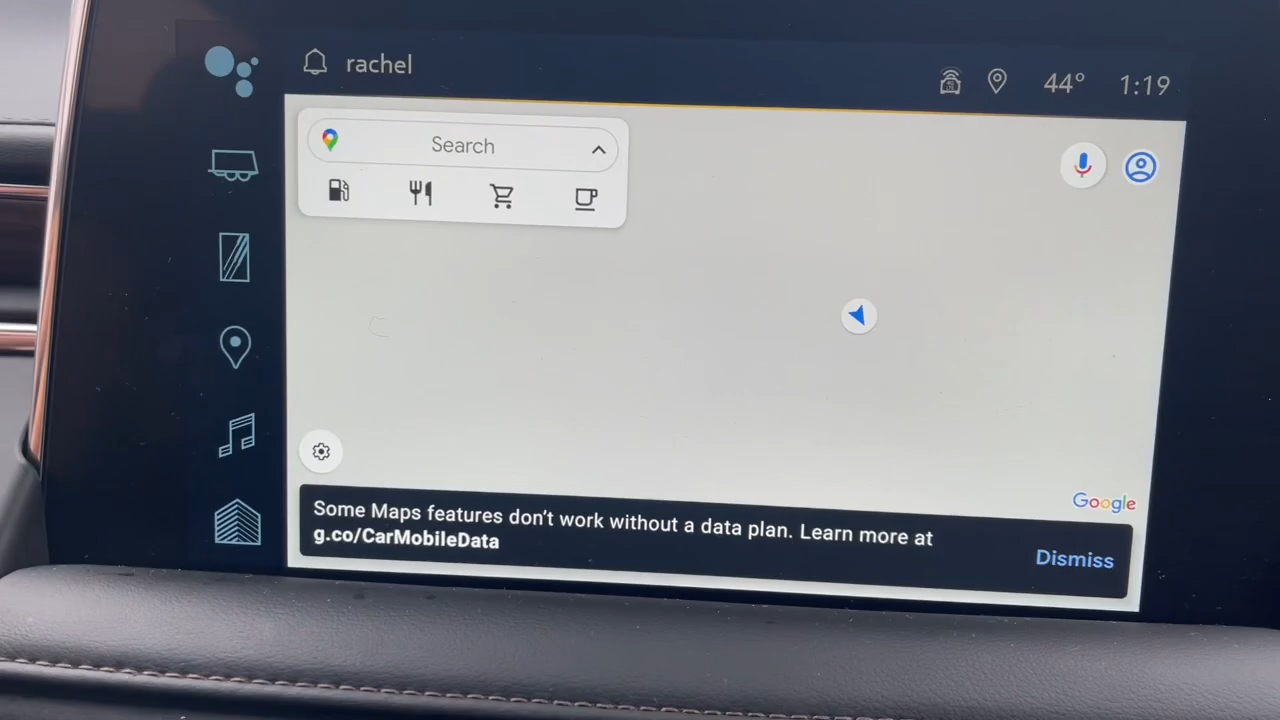 rachel
44° 1:19
Search
Google
Some Maps features don't work without a data plan. Learn more at
g.co/CarMobileData
Dismiss